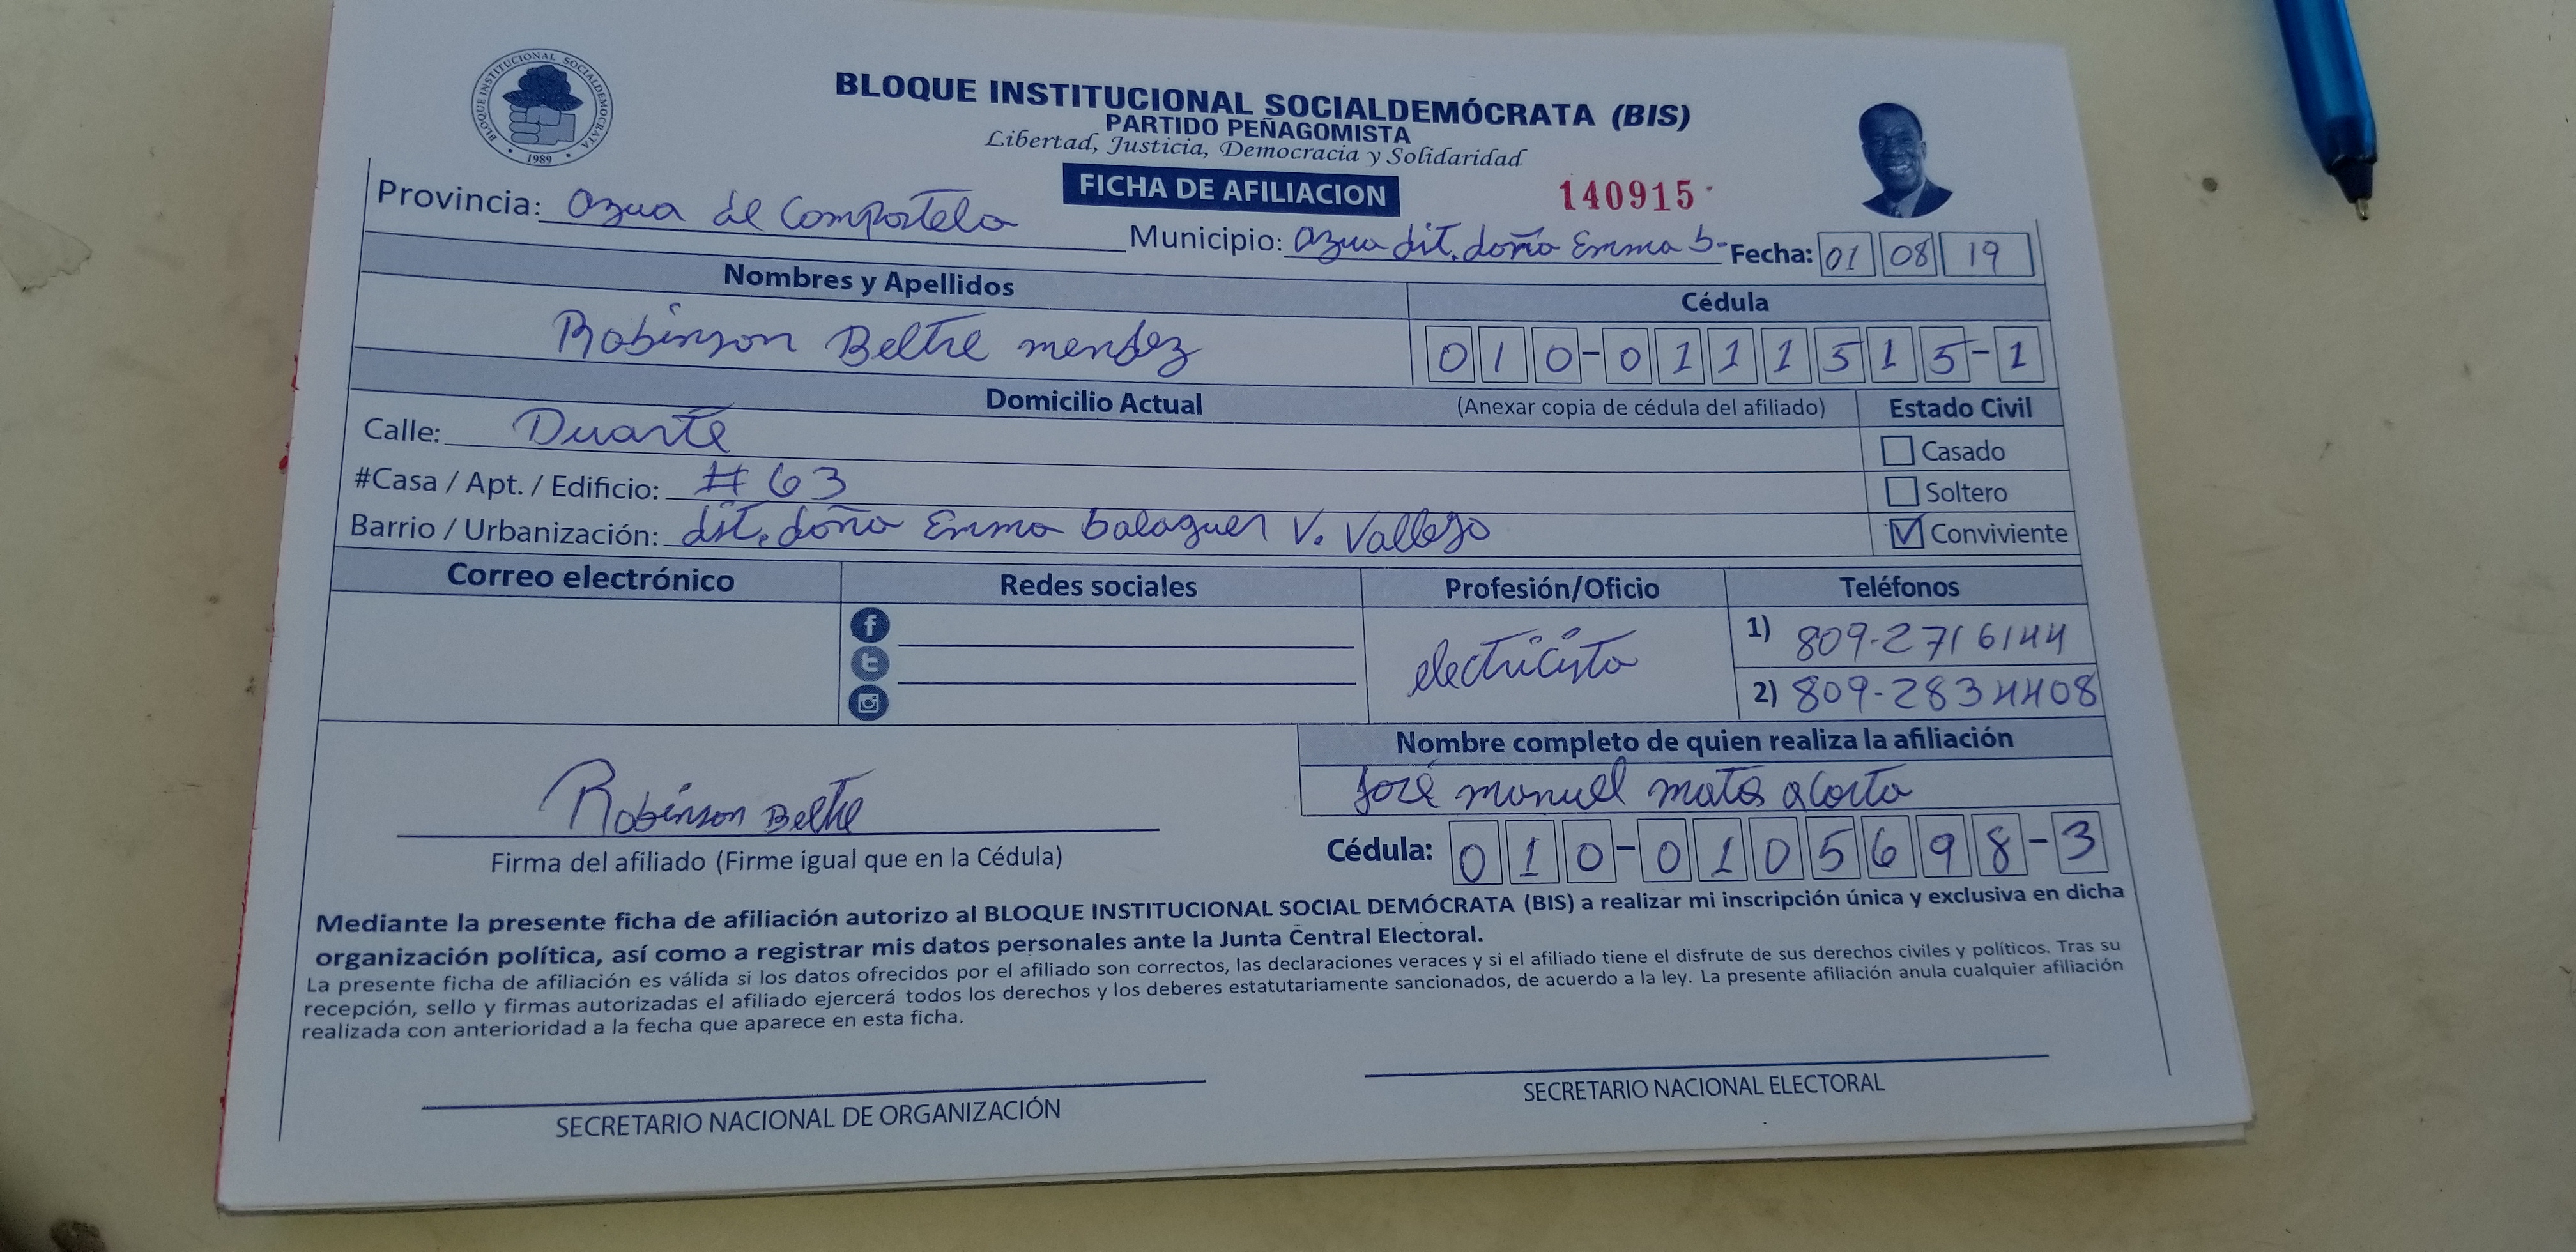 BLOQUE INSTITUCIONAL SOCIALDEMOCRATA
1989
BLOQUE INSTITUCIONAL SOCIALDEMÓCRATA (BIS)
PARTIDO PEÑAGOMISTA
Libertad, Justicia, Democracia y Solidaridad
FICHA DE AFILIACION
140915
Provincia: azua de Compostela
Municipio: azua dit. doña Emma b- Fecha: 01 08 19
Nombres y Apellidos Cédula
Robinson Beltre mendez 010-0111515-1
Domicilio Actual (Anexar copia de cédula del afiliado) Estado Civil
Calle: Duarte Casado
#Casa / Apt. / Edificio: #63 Soltero
Barrio / Urbanización: dit. doña Emma balaguer V. Vallejo Conviviente
Correo electrónico Redes sociales Profesión/Oficio Teléfonos
electricista 1) 809-2716144
2) 809-2834408
Nombre completo de quien realiza la afiliación
José manuel mata acosta
Robinson Beltre
Firma del afiliado (Firme igual que en la Cédula) Cédula: 010-0105698-3
Mediante la presente ficha de afiliación autorizo al BLOQUE INSTITUCIONAL SOCIAL DEMÓCRATA (BIS) a realizar mi inscripción única y exclusiva en dicha
organización política, así como a registrar mis datos personales ante la Junta Central Electoral.
La presente ficha de afiliación es válida si los datos ofrecidos por el afiliado son correctos, las declaraciones veraces y si el afiliado tiene el disfrute de sus derechos civiles y políticos. Tras su
recepción, sello y firmas autorizadas el afiliado ejercerá todos los derechos y los deberes estatutariamente sancionados, de acuerdo a la ley. La presente afiliación anula cualquier afiliación
realizada con anterioridad a la fecha que aparece en esta ficha.
SECRETARIO NACIONAL DE ORGANIZACIÓN SECRETARIO NACIONAL ELECTORAL